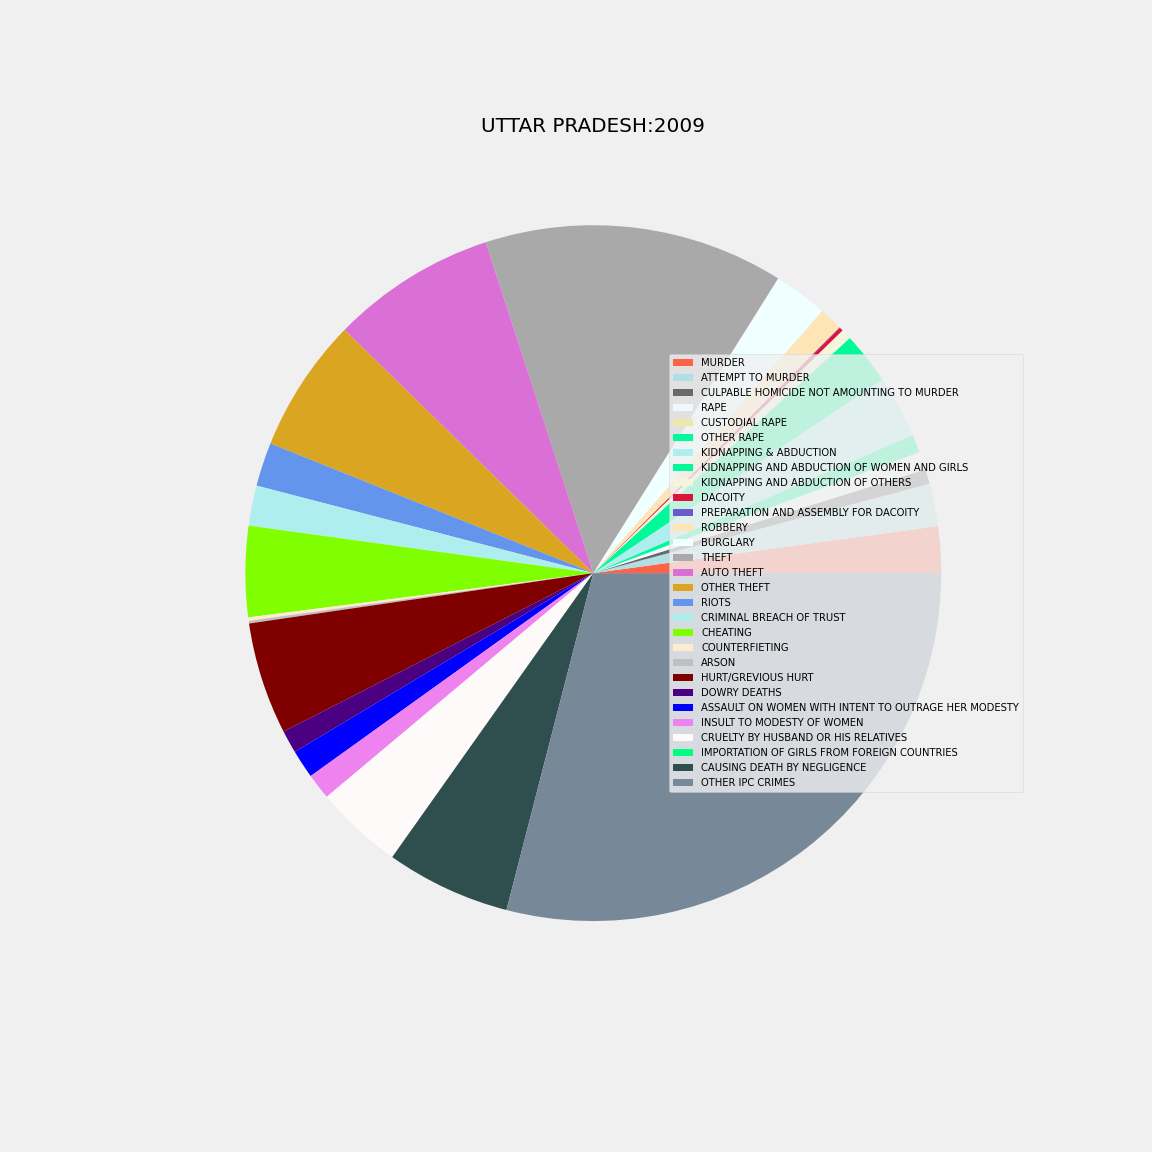 UTTAR PRADESH:2009
MURDER
ATTEMPT TO MURDER
CULPABLE HOMICIDE NOT AMOUNTING TO MURDER
RAPE
CUSTODIAL RAPE
OTHER RAPE
KIDNAPPING & ABDUCTION
KIDNAPPING AND ABDUCTION OF WOMEN AND GIRLS
KIDNAPPING AND ABDUCTION OF OTHERS
DACOITY
PREPARATION AND ASSEMBLY FOR DACOITY
ROBBERY
BURGLARY
THEFT
AUTO THEFT
OTHER THEFT
RIOTS
CRIMINAL BREACH OF TRUST
CHEATING
COUNTERFIETING
ARSON
HURT/GREVIOUS HURT
DOWRY DEATHS
ASSAULT ON WOMEN WITH INTENT TO OUTRAGE HER MODESTY
INSULT TO MODESTY OF WOMEN
CRUELTY BY HUSBAND OR HIS RELATIVES
IMPORTATION OF GIRLS FROM FOREIGN COUNTRIES
CAUSING DEATH BY NEGLIGENCE
OTHER IPC CRIMES